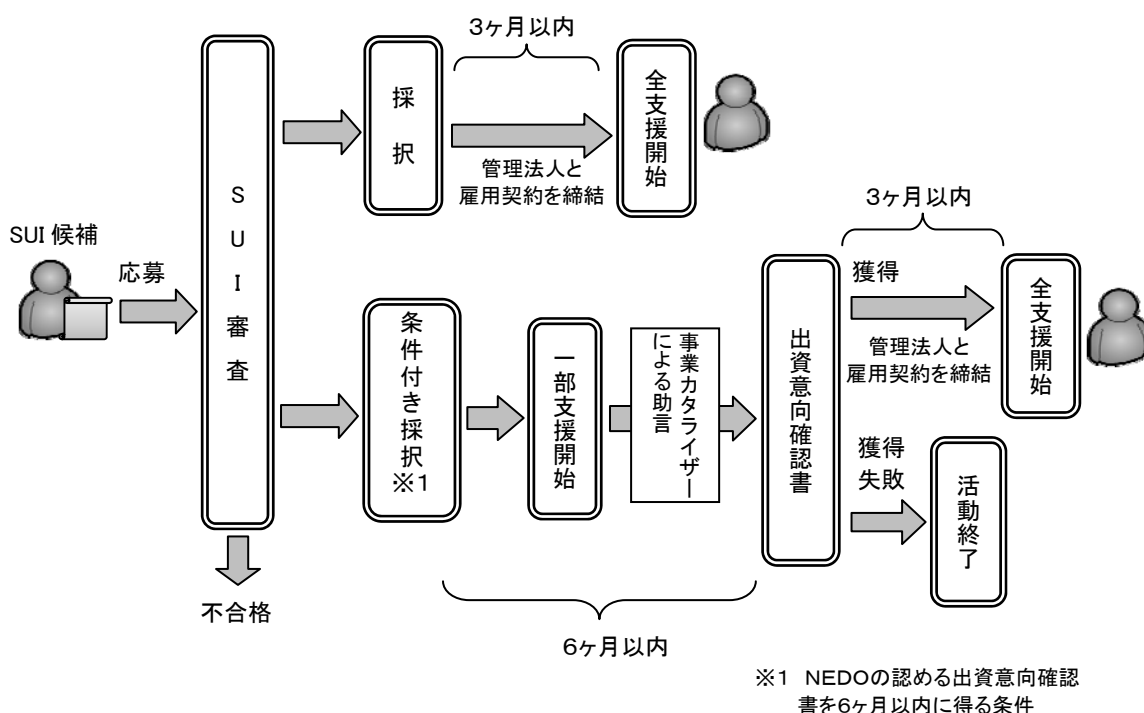 SUI 候補
応募
SUI審査
不合格
採択
3ヶ月以内
管理法人と
雇用契約を締結
全支援開始
条件付き採択
※1
一部支援開始
事業カタライザー
による助言
6ヶ月以内
出資意向確認書
獲得
3ヶ月以内
管理法人と
雇用契約を締結
全支援開始
獲得
失敗
活動終了
※1 NEDOの認める出資意向確認
書を6ヶ月以内に得る条件